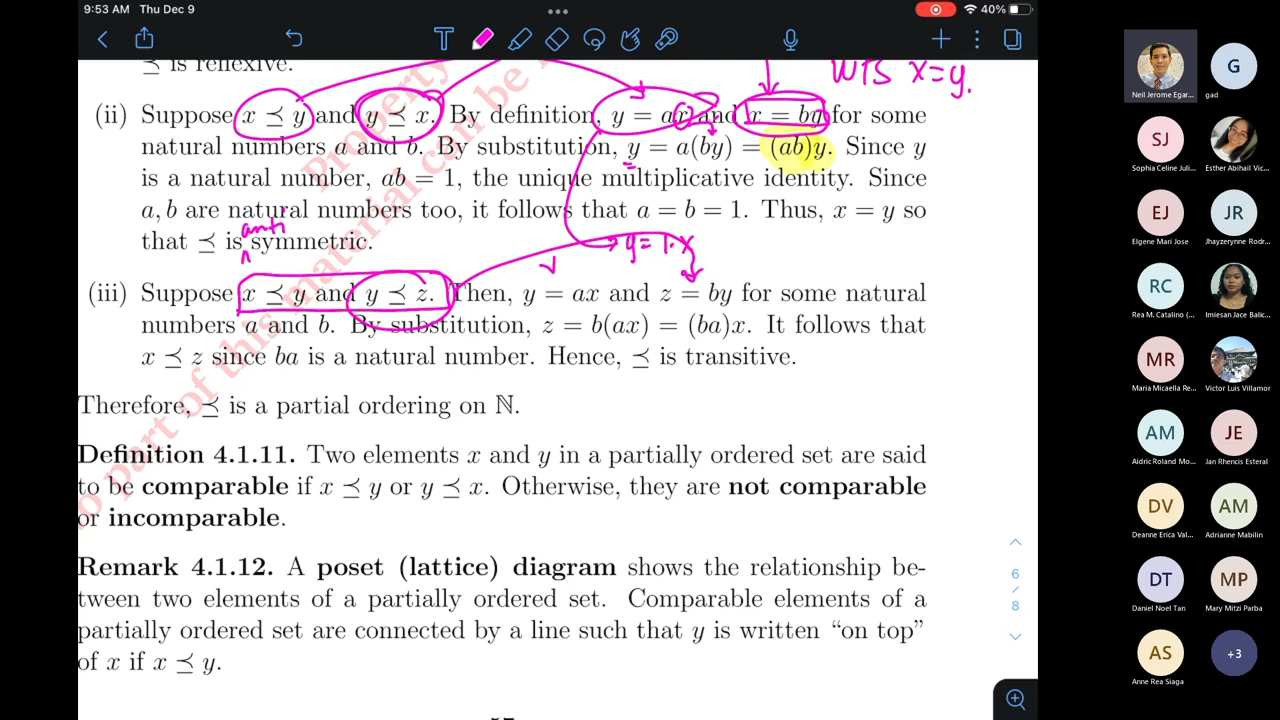 9:53 AM Thu Dec 9
40%
⪯ is reflexive.
WTS x=y.
(ii) Suppose x ⪯ y and y ⪯ x. By definition, y = ax and x = by for some
natural numbers a and b. By substitution, y = a(by) = (ab)y. Since y
is a natural number, ab = 1, the unique multiplicative identity. Since
a, b are natural numbers too, it follows that a = b = 1. Thus, x = y so
anti
that ⪯ is symmetric.
y = 1·x
(iii) Suppose x ⪯ y and y ⪯ z. Then, y = ax and z = by for some natural
numbers a and b. By substitution, z = b(ax) = (ba)x. It follows that
x ⪯ z since ba is a natural number. Hence, ⪯ is transitive.
Therefore, ⪯ is a partial ordering on ℕ.
Definition 4.1.11. Two elements x and y in a partially ordered set are said
to be comparable if x ⪯ y or y ⪯ x. Otherwise, they are not comparable
or incomparable.
Remark 4.1.12. A poset (lattice) diagram shows the relationship be-
tween two elements of a partially ordered set. Comparable elements of a
partially ordered set are connected by a line such that y is written "on top"
of x if x ⪯ y.
Property
o part of this material can be
6
/
8
Neil Jerome Egar...
G
gad
SJ
Sophia Celine Juli...
Esther Abihail Vic...
EJ
Elgene Mari Jose
JR
Jhayzerynne Rodr...
RC
Rea M. Catalino (...
Imiesan Jace Balic...
MR
Maria Micaella Re...
Victor Luis Villamor
AM
Aidric Roland Mo...
JE
Jan Rhencis Esteral
DV
Deanne Erica Val...
AM
Adrianne Mabilin
DT
Daniel Noel Tan
MP
Mary Mitzi Parba
AS
Anne Rea Siaga
+3